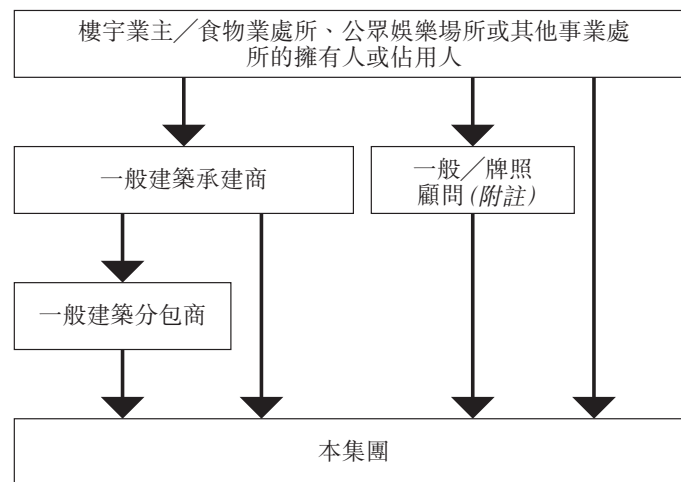 樓宇業主／食物業處所、公眾娛樂場所或其他事業處
所的擁有人或佔用人
一般建築承建商
一般／牌照
顧問(附註)
一般建築分包商
本集團